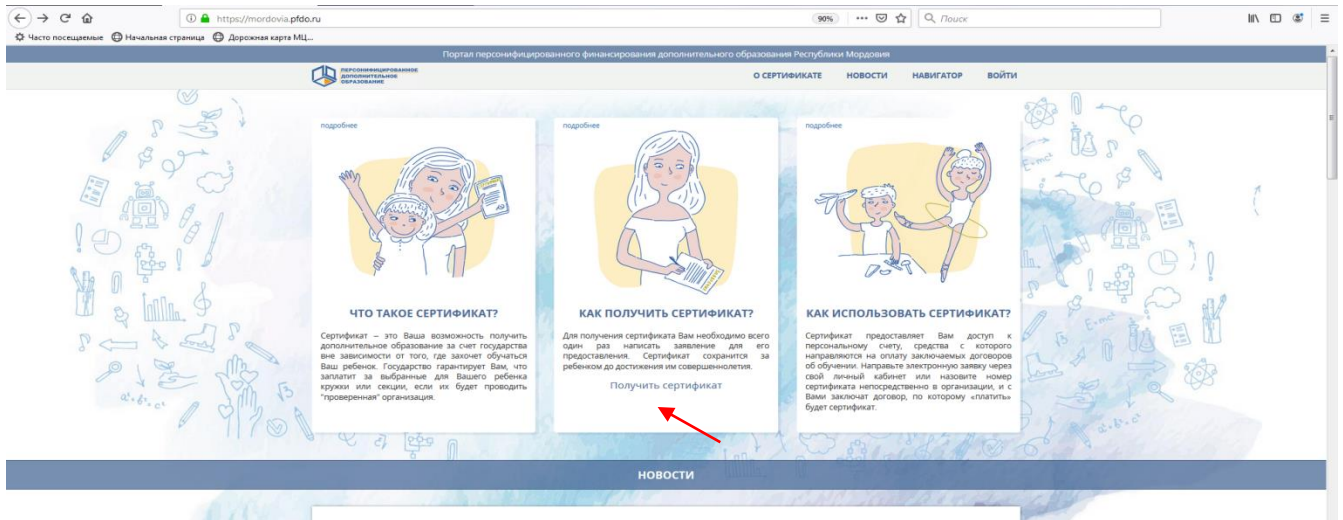 https://mordovia.pfdo.ru
90%
Поиск
Часто посещаемые
Начальная страница
Дорожная карта МЦ...
Портал персонифицированного финансирования дополнительного образования Республики Мордовия
ПЕРСОНИФИЦИРОВАННОЕ
ДОПОЛНИТЕЛЬНОЕ
ОБРАЗОВАНИЕ
О СЕРТИФИКАТЕ
НОВОСТИ
НАВИГАТОР
ВОЙТИ
подробнее
ЧТО ТАКОЕ СЕРТИФИКАТ?
Сертификат – это Ваша возможность получить
дополнительное образование за счет государства
вне зависимости от того, где захочет обучаться
Ваш ребенок. Государство гарантирует Вам, что
заплатит за выбранные для Вашего ребенка
кружки или секции, если их будет проводить
"проверенная" организация.
подробнее
КАК ПОЛУЧИТЬ СЕРТИФИКАТ?
Для получения сертификата Вам необходимо всего
один раз написать заявление для его
предоставления. Сертификат сохранится за
ребенком до достижения им совершеннолетия.
Получить сертификат
подробнее
КАК ИСПОЛЬЗОВАТЬ СЕРТИФИКАТ?
Сертификат предоставляет Вам доступ к
персональному счету, средства с которого
направляются на оплату заключаемых договоров
об обучении. Направьте электронную заявку через
свой личный кабинет или назовите номер
сертификата непосредственно в организации, и с
Вами заключат договор, по которому «платить»
будет сертификат.
НОВОСТИ